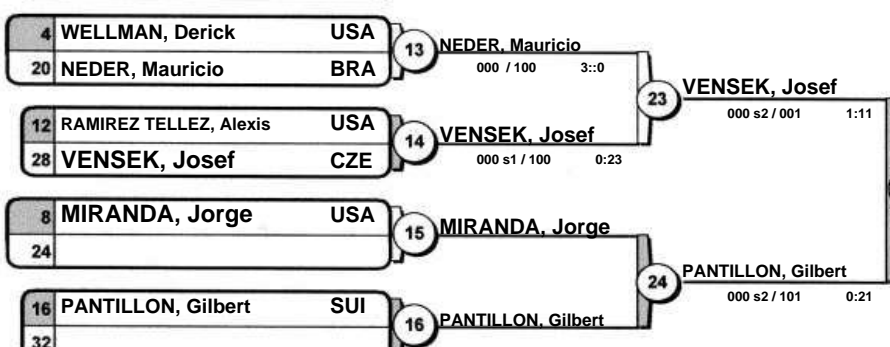 4 WELLMAN, Derick USA
20 NEDER, Mauricio BRA
13 NEDER, Mauricio
000 / 100 3::0
12 RAMIREZ TELLEZ, Alexis USA
28 VENSEK, Josef CZE
14 VENSEK, Josef
000 s1 / 100 0:23
23 VENSEK, Josef
000 s2 / 001 1:11
8 MIRANDA, Jorge USA
24
15 MIRANDA, Jorge
16 PANTILLON, Gilbert SUI
32
16 PANTILLON, Gilbert
24 PANTILLON, Gilbert
000 s2 / 101 0:21